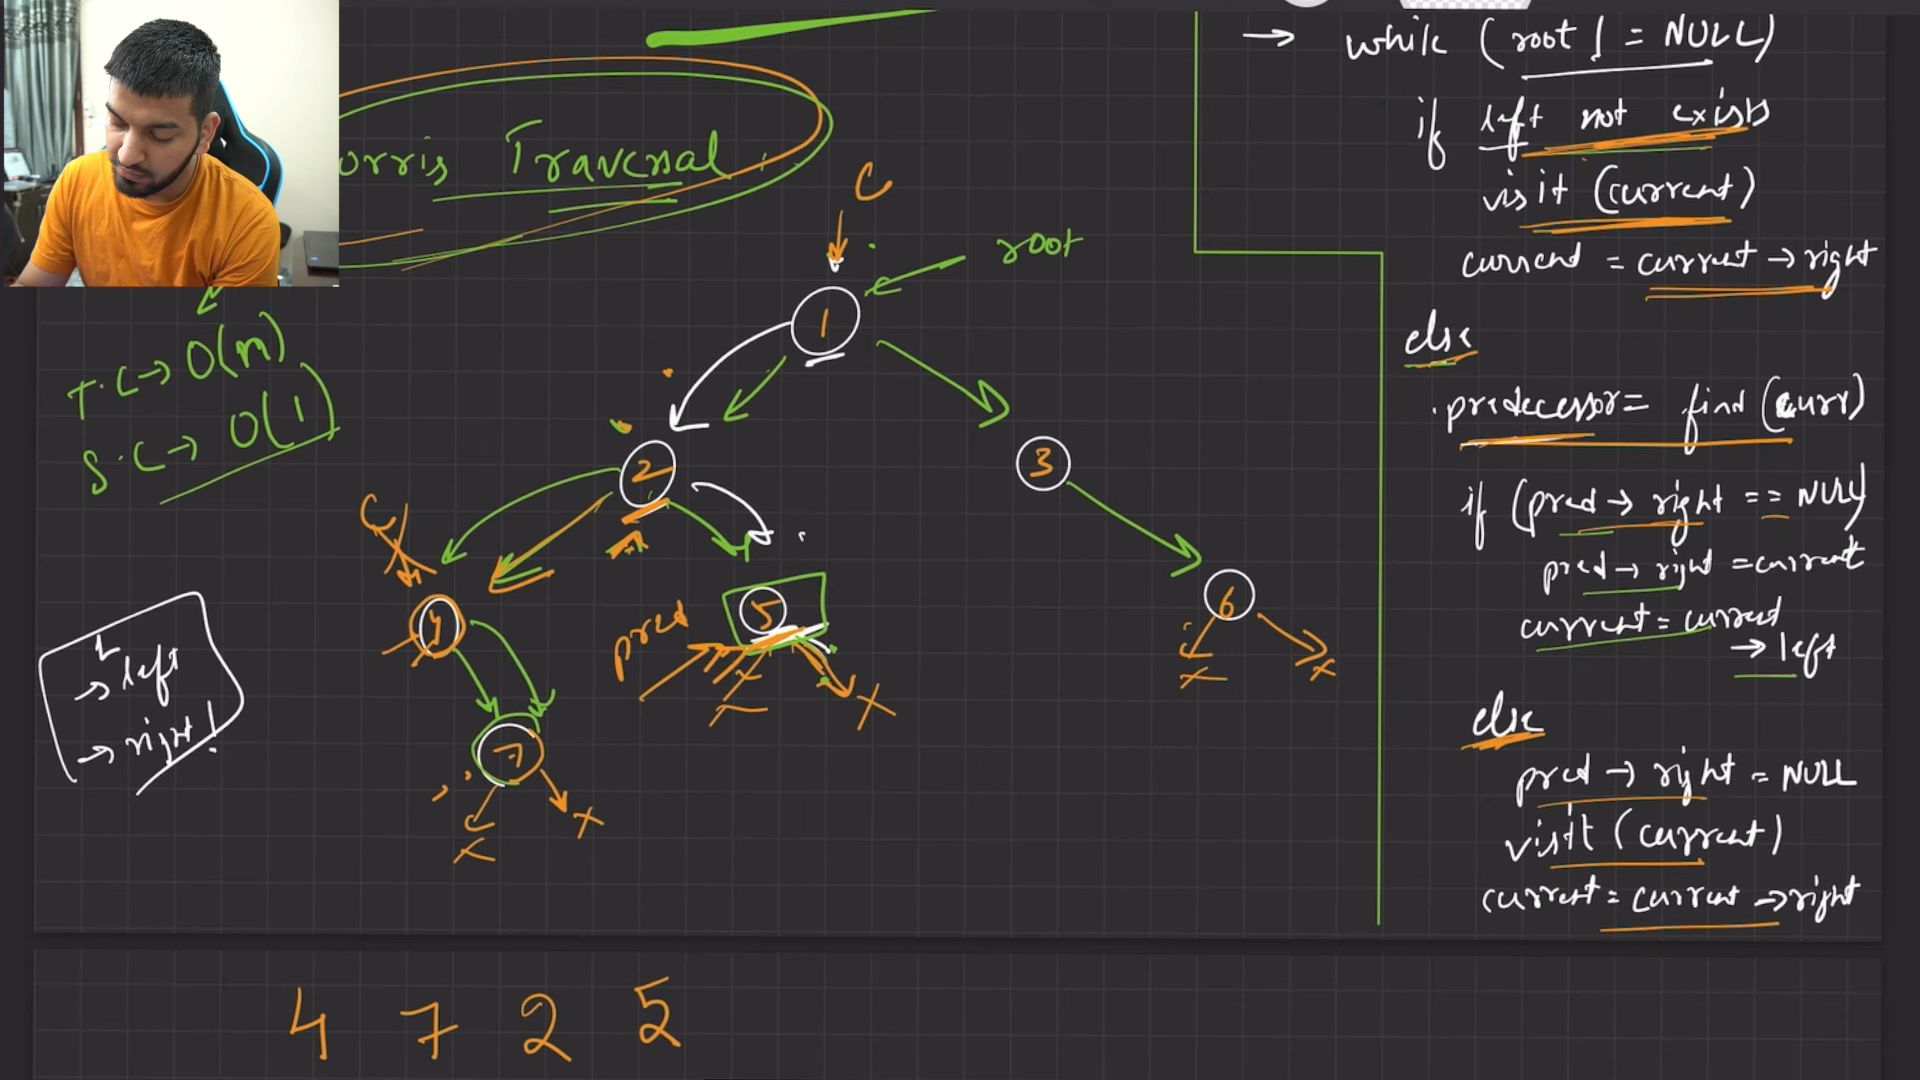 orris Traversal
C
root
T.C → O(n)
S.C → O(1)
1
2
3
C
4
pred
5
6
7
→ left
→ right!
→ while (root != NULL)
if left not exists
visit (current)
current = current → right
else
predecessor = find (curr)
if (pred → right == NULL)
pred → right = current
current = current
→ left
else
pred → right = NULL
visit (current)
current = current → right
4 7 2 5